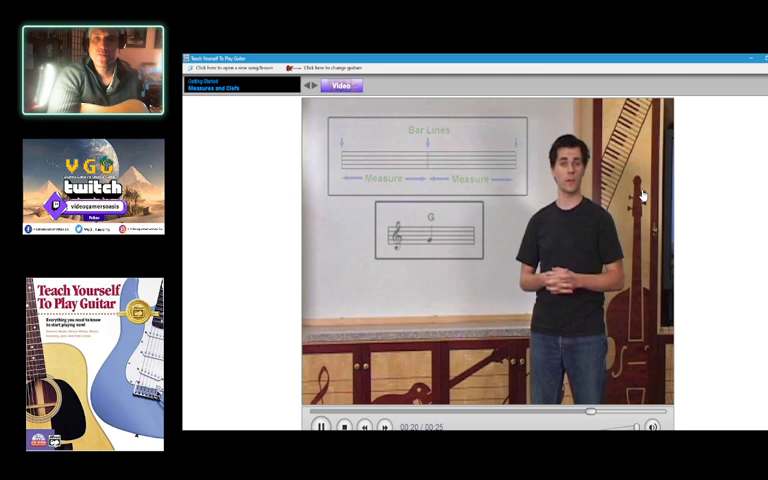 Teach Yourself To Play Guitar
Click here to open a new song/lesson
Click here to change guitars
Getting Started
Measures and Clefs
Video
Bar Lines
Measure
Measure
G
VGO
twitch
videogamersoasis
Follow
Teach Yourself
To Play Guitar
Everything you need to know
to start playing now!
00:20 / 00:25